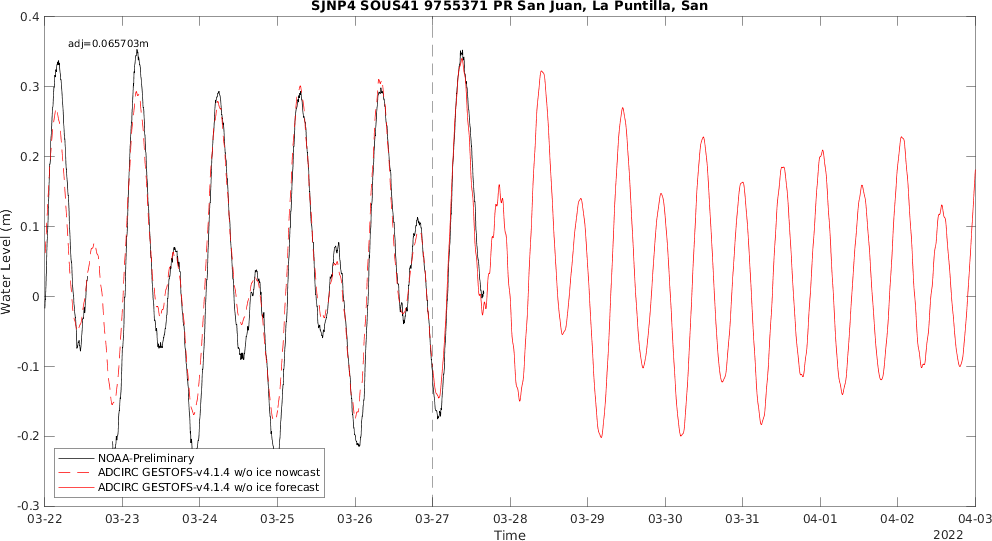 SJNP4 SOUS41 9755371 PR San Juan, La Puntilla, San
adj=0.065703m
Water Level (m)
0.4
0.3
0.2
0.1
0
-0.1
-0.2
-0.3
NOAA-Preliminary
ADCIRC GESTOFS-v4.1.4 w/o ice nowcast
ADCIRC GESTOFS-v4.1.4 w/o ice forecast
03-22 03-23 03-24 03-25 03-26 03-27 03-28 03-29 03-30 03-31 04-01 04-02 04-03
Time
2022